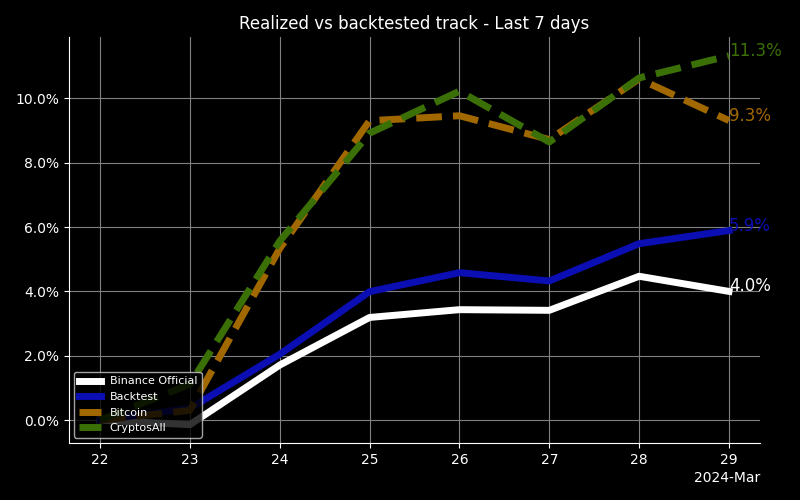 Realized vs backtested track - Last 7 days
11.3%
10.0%
9.3%
8.0%
6.0%
5.9%
4.0%
4.0%
2.0%
0.0%
Binance Official
Backtest
Bitcoin
CryptosAll
22 23 24 25 26 27 28 29
2024-Mar